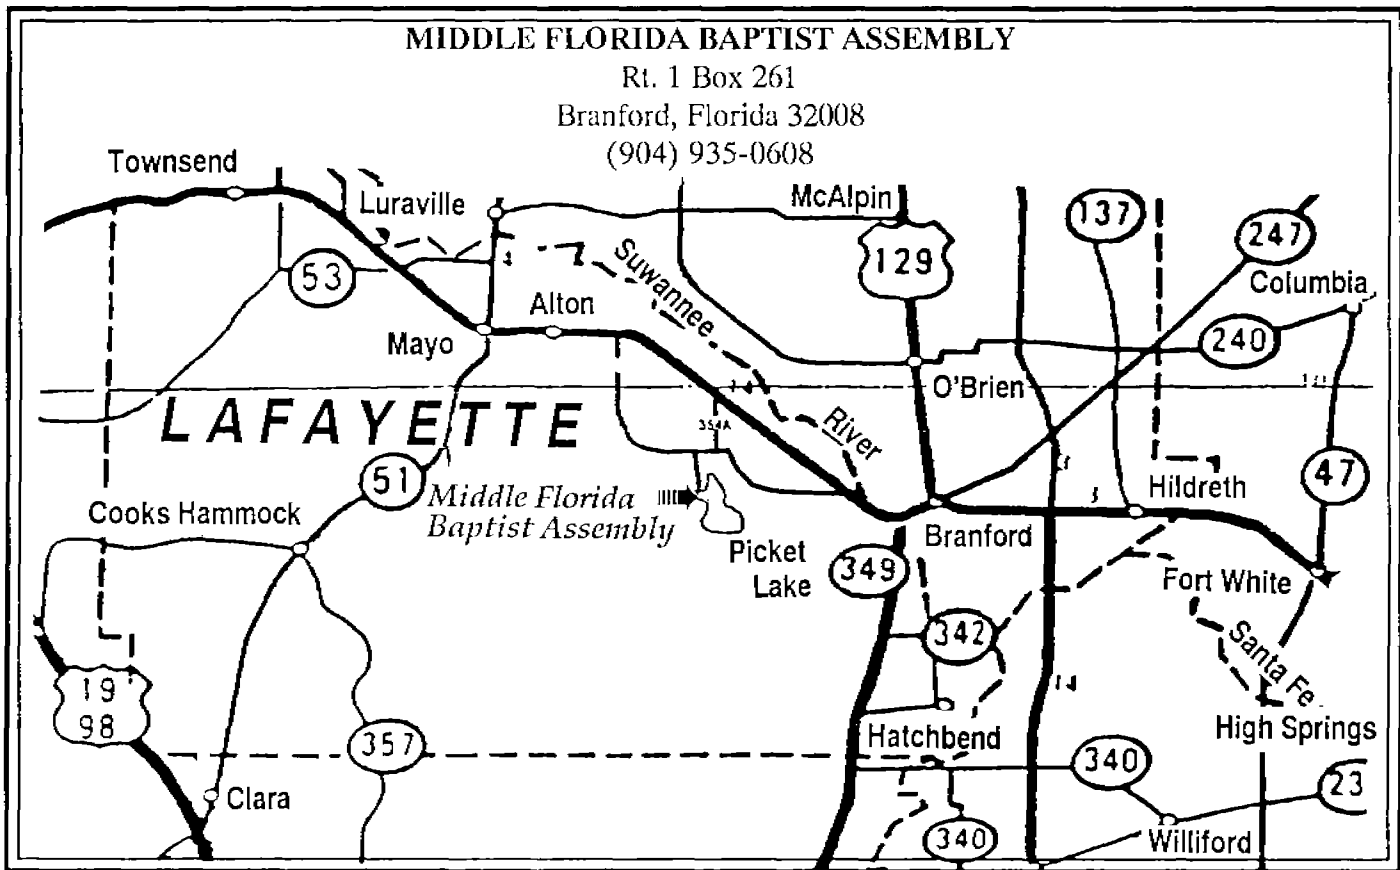 MIDDLE FLORIDA BAPTIST ASSEMBLY
Rt. 1 Box 261
Branford, Florida 32008
(904) 935-0608
Townsend
Luraville
McAlpin
137
247
129
53
Suwannee
Columbia
Alton
Mayo
240
O'Brien
LAFAYETTE
354A
River
51
47
Middle Florida
Baptist Assembly
Hildreth
Cooks Hammock
Branford
Picket
Lake
349
Fort White
342
Santa Fe
19
98
High Springs
Hatchbend
357
340
23
Clara
340
Williford